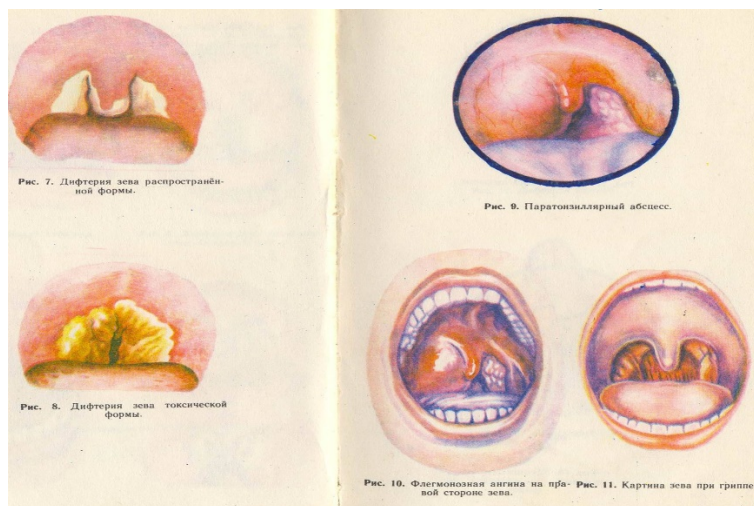 Рис. 7. Дифтерия зева распространён-
ной формы.
Рис. 8. Дифтерия зева токсической
формы.
Рис. 9. Паратонзиллярный абсцесс.
Рис. 10. Флегмонозная ангина на пра-
вой стороне зева.
Рис. 11. Картина зева при гриппе